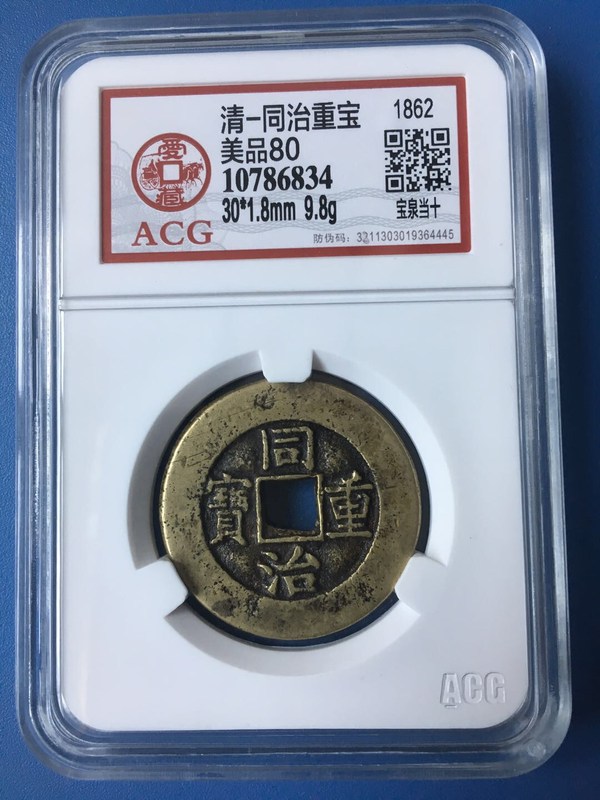 清-同治重宝
1862
美品80
10786834
30*1.8mm 9.8g
宝泉当十
防伪码：3211303019364445
ACG
同
寶 重
治
ACG